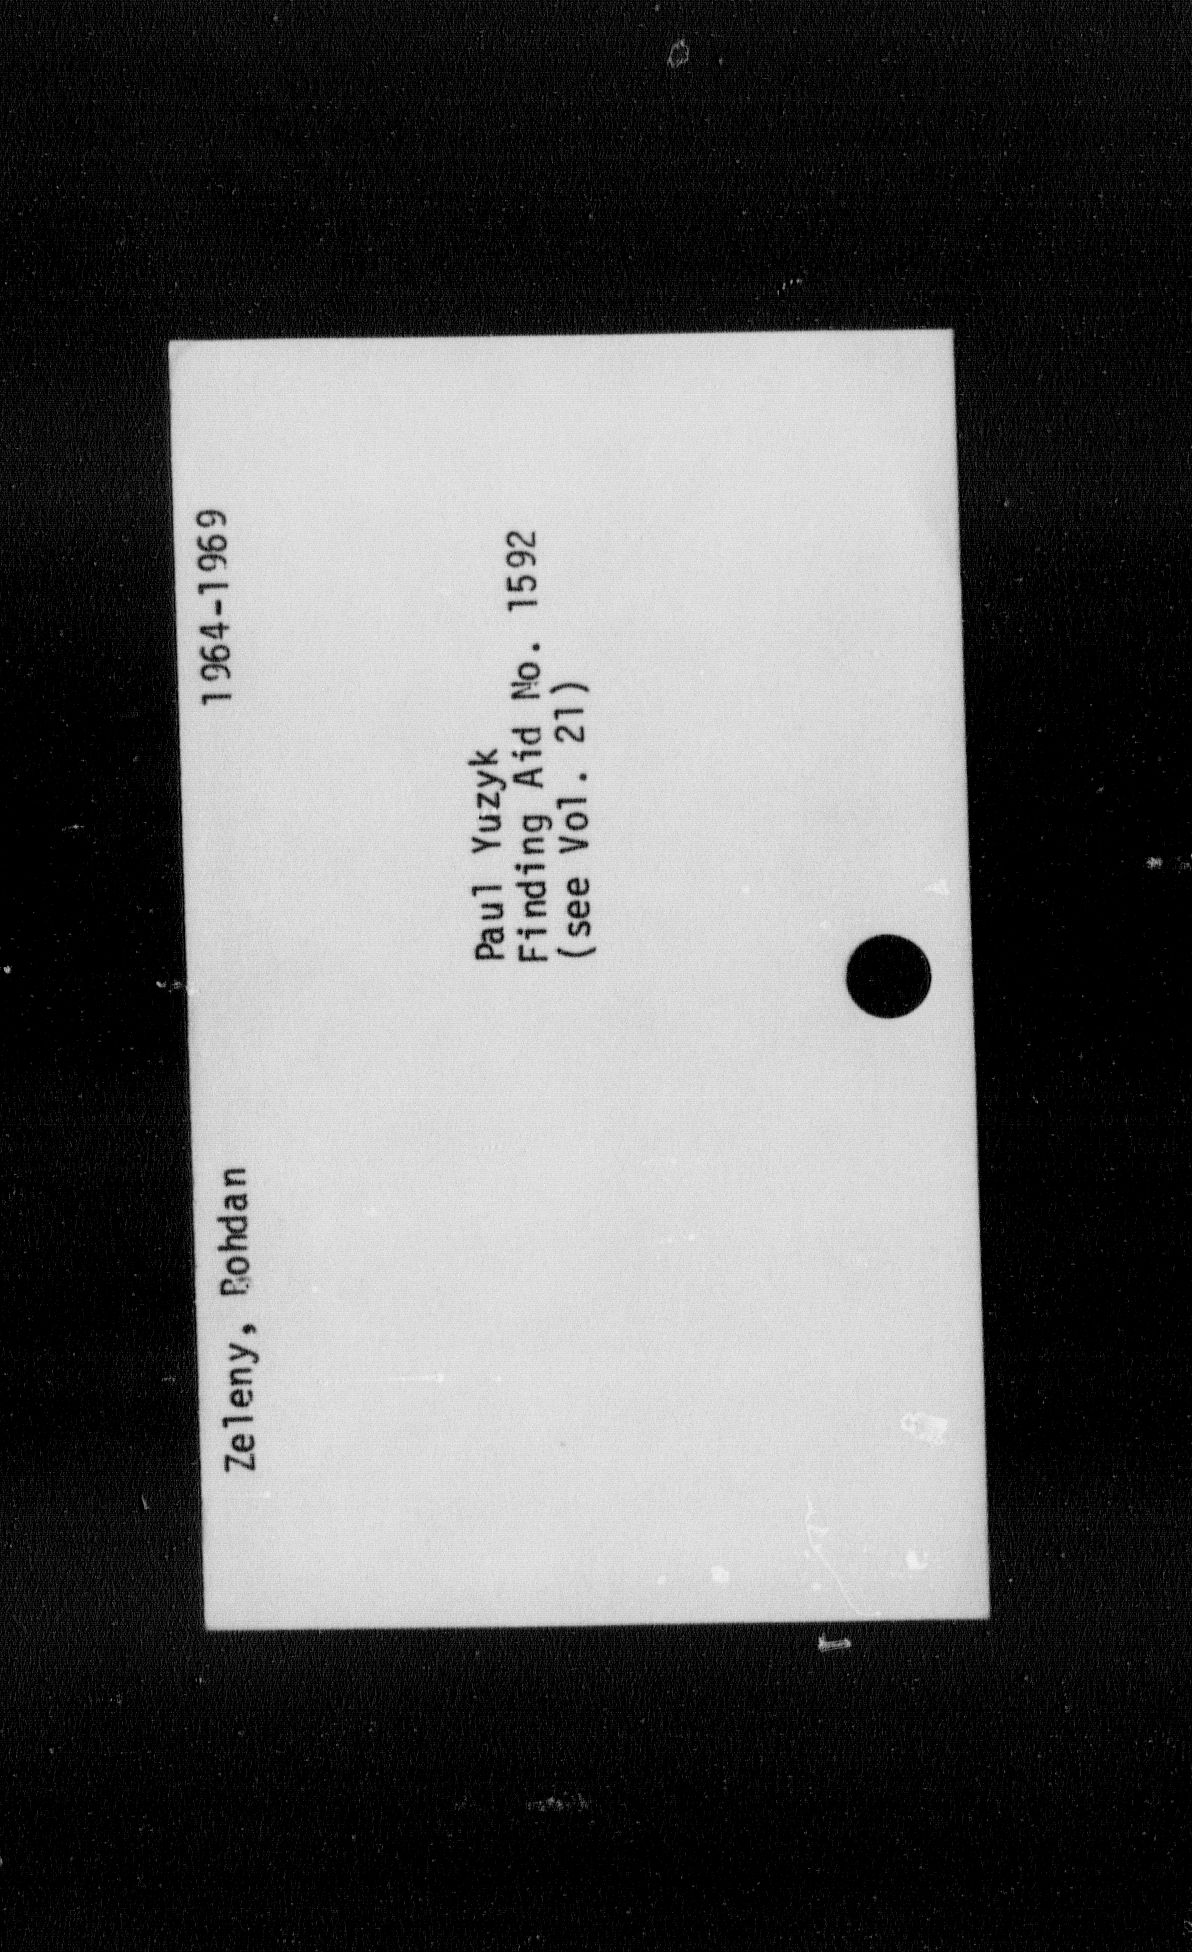 Zeleny, Bohdan 1964-1969
Paul Yuzyk
Finding Aid No. 1592
(see Vol. 21)